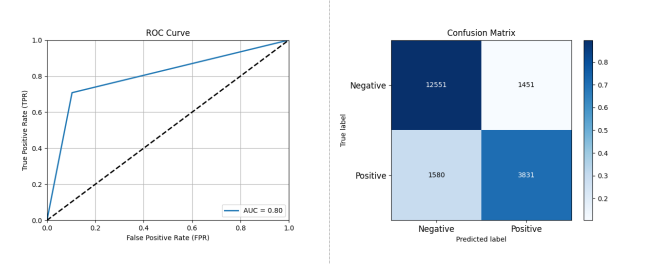 ROC Curve
1.0
0.8
0.6
0.4
0.2
0.0
True Positive Rate (TPR)
0.0 0.2 0.4 0.6 0.8 1.0
False Positive Rate (FPR)
AUC = 0.80
Confusion Matrix
True label
Negative 12551 1451
Positive 1580 3831
Negative Positive
Predicted label
0.8
0.7
0.6
0.5
0.4
0.3
0.2